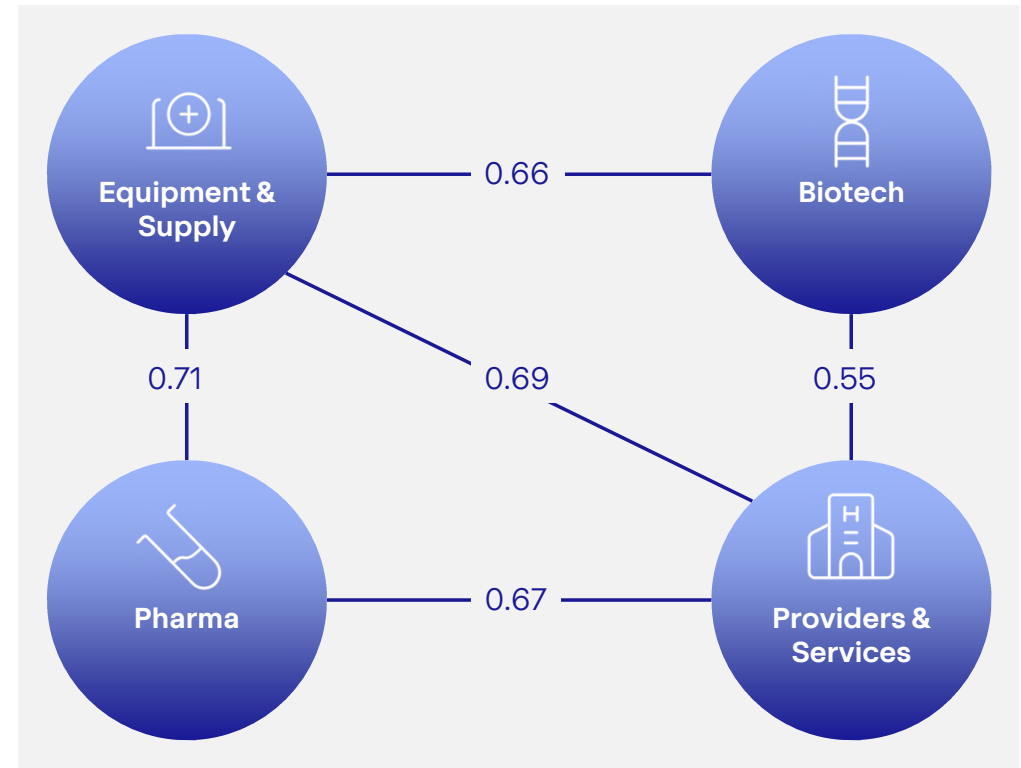 Equipment &
Supply
0.66
Biotech
0.71
0.69
0.55
Pharma
0.67
H
Providers &
Services